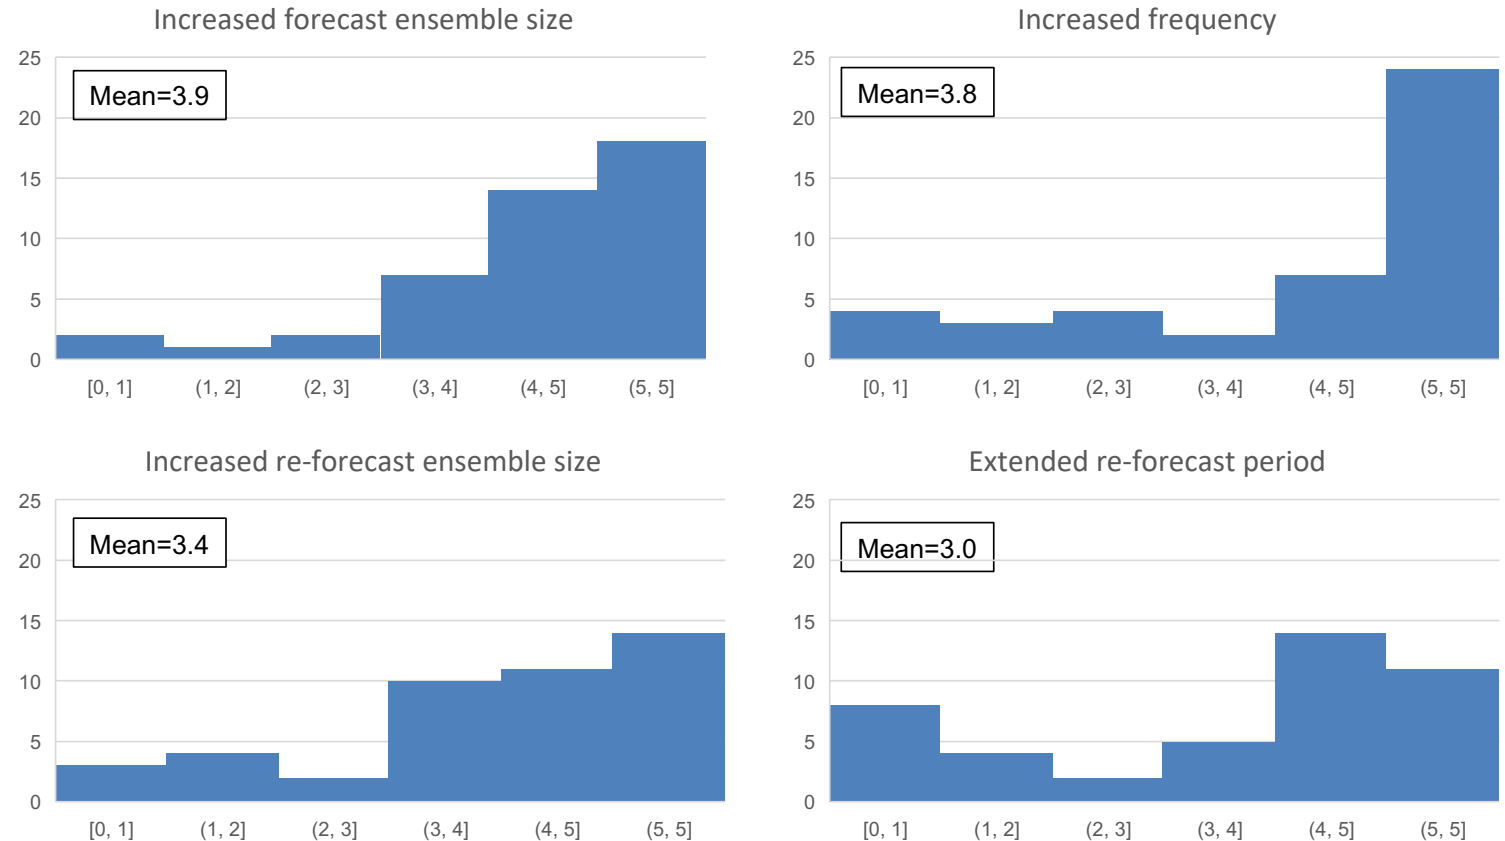 Increased forecast ensemble size
25
20
15
10
5
0
Mean=3.9
[0, 1] (1, 2] (2, 3] (3, 4] (4, 5] (5, 5]
Increased frequency
25
20
15
10
5
0
Mean=3.8
[0, 1] (1, 2] (2, 3] (3, 4] (4, 5] (5, 5]
Increased re-forecast ensemble size
25
20
15
10
5
0
Mean=3.4
[0, 1] (1, 2] (2, 3] (3, 4] (4, 5] (5, 5]
Extended re-forecast period
25
20
15
10
5
0
Mean=3.0
[0, 1] (1, 2] (2, 3] (3, 4] (4, 5] (5, 5]